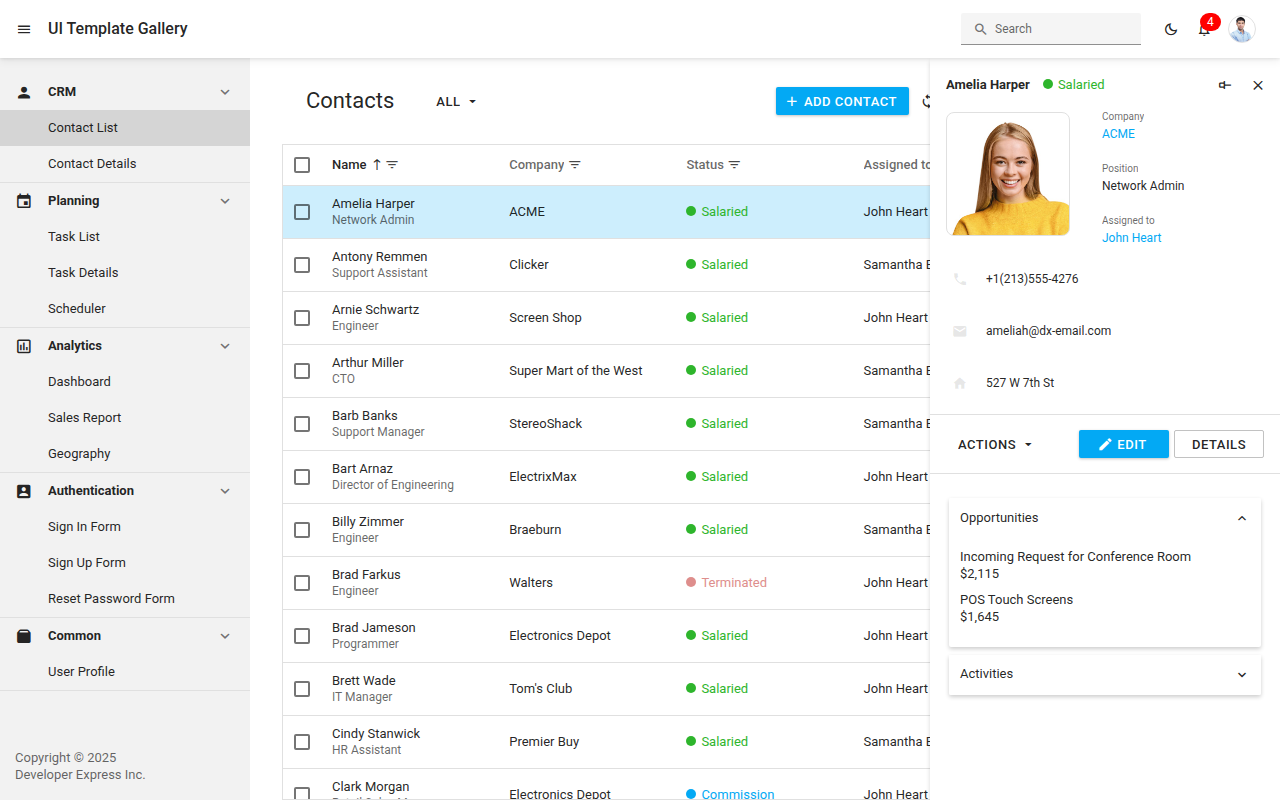 UI Template Gallery
Search
4
CRM
Contact List
Contact Details
Planning
Task List
Task Details
Scheduler
Analytics
Dashboard
Sales Report
Geography
Authentication
Sign In Form
Sign Up Form
Reset Password Form
Common
User Profile
Copyright © 2025
Developer Express Inc.
Contacts
ALL
ADD CONTACT
Name Company Status Assigned to
Amelia Harper
Network Admin
ACME
Salaried
John Heart
Antony Remmen
Support Assistant
Clicker
Salaried
Samantha
Arnie Schwartz
Engineer
Screen Shop
Salaried
John Heart
Arthur Miller
CTO
Super Mart of the West
Salaried
Samantha
Barb Banks
Support Manager
StereoShack
Salaried
Samantha
Bart Arnaz
Director of Engineering
ElectrixMax
Salaried
John Heart
Billy Zimmer
Engineer
Braeburn
Salaried
Samantha
Brad Farkus
Engineer
Walters
Terminated
John Heart
Brad Jameson
Programmer
Electronics Depot
Salaried
John Heart
Brett Wade
IT Manager
Tom's Club
Salaried
John Heart
Cindy Stanwick
HR Assistant
Premier Buy
Salaried
Samantha
Clark Morgan
Electronics Depot
Commission
John Heart
Amelia Harper
Salaried
Company
ACME
Position
Network Admin
Assigned to
John Heart
+1(213)555-4276
ameliah@dx-email.com
527 W 7th St
ACTIONS
EDIT
DETAILS
Opportunities
Incoming Request for Conference Room
$2,115
POS Touch Screens
$1,645
Activities